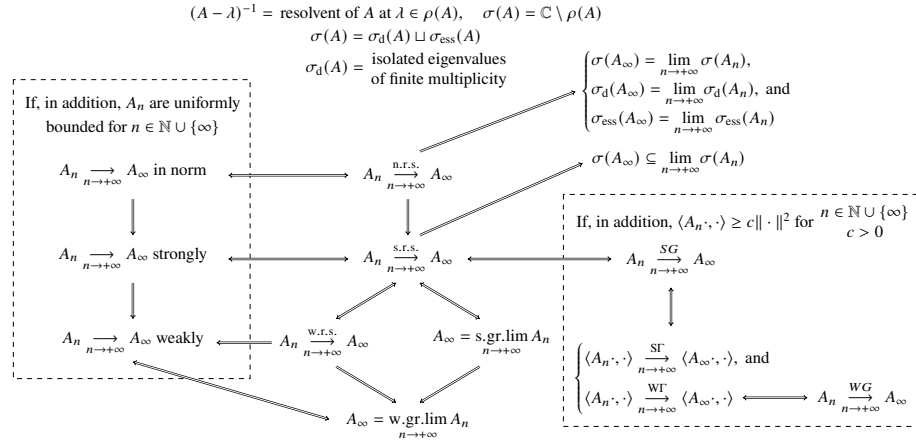 (A − λ)⁻¹ = resolvent of A at λ ∈ ρ(A), σ(A) = ℂ \ ρ(A)
σ(A) = σ_d(A) ⊔ σ_ess(A)
σ_d(A) = isolated eigenvalues
of finite multiplicity
σ(A_∞) = lim_{n→+∞} σ(A_n),
σ_d(A_∞) = lim_{n→+∞} σ_d(A_n), and
σ_ess(A_∞) = lim_{n→+∞} σ_ess(A_n)
If, in addition, A_n are uniformly
bounded for n ∈ ℕ ∪ {∞}
σ(A_∞) ⊆ lim_{n→+∞} σ(A_n)
A_n ⟶_{n→+∞} A_∞ in norm
A_n n.r.s. ⟶_{n→+∞} A_∞
If, in addition, ⟨A_n·, ·⟩ ≥ c‖ · ‖² for n ∈ ℕ ∪ {∞}
c > 0
A_n ⟶_{n→+∞} A_∞ strongly
A_n s.r.s. ⟶_{n→+∞} A_∞
A_n SG ⟶_{n→+∞} A_∞
A_n ⟶_{n→+∞} A_∞ weakly
A_n w.r.s. ⟶_{n→+∞} A_∞
A_∞ = s.gr.lim_{n→+∞} A_n
⟨A_n·, ·⟩ SΓ ⟶_{n→+∞} ⟨A_∞·, ·⟩, and
⟨A_n·, ·⟩ WΓ ⟶_{n→+∞} ⟨A_∞·, ·⟩
A_n WG ⟶_{n→+∞} A_∞
A_∞ = w.gr.lim_{n→+∞} A_n